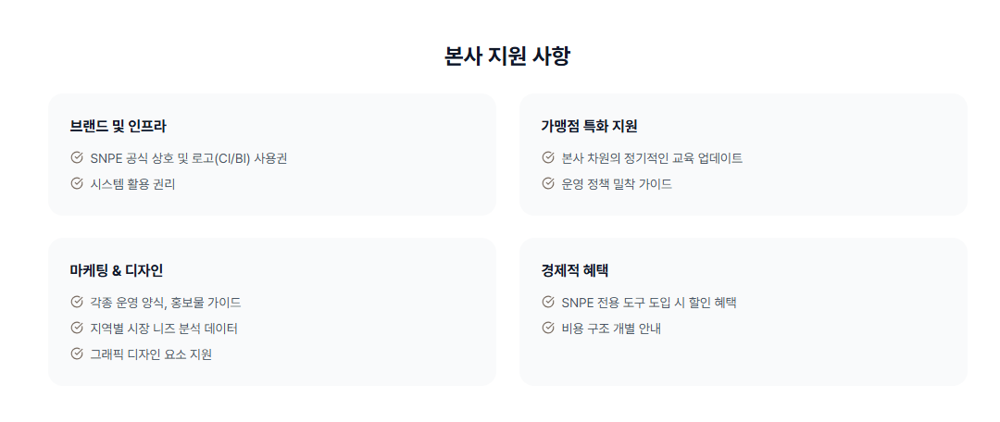 본사 지원 사항
브랜드 및 인프라
SNPE 공식 상호 및 로고(CI/BI) 사용권
시스템 활용 권리
가맹점 특화 지원
본사 차원의 정기적인 교육 업데이트
운영 정책 밀착 가이드
마케팅 & 디자인
각종 운영 양식, 홍보물 가이드
지역별 시장 니즈 분석 데이터
그래픽 디자인 요소 지원
경제적 혜택
SNPE 전용 도구 도입 시 할인 혜택
비용 구조 개별 안내